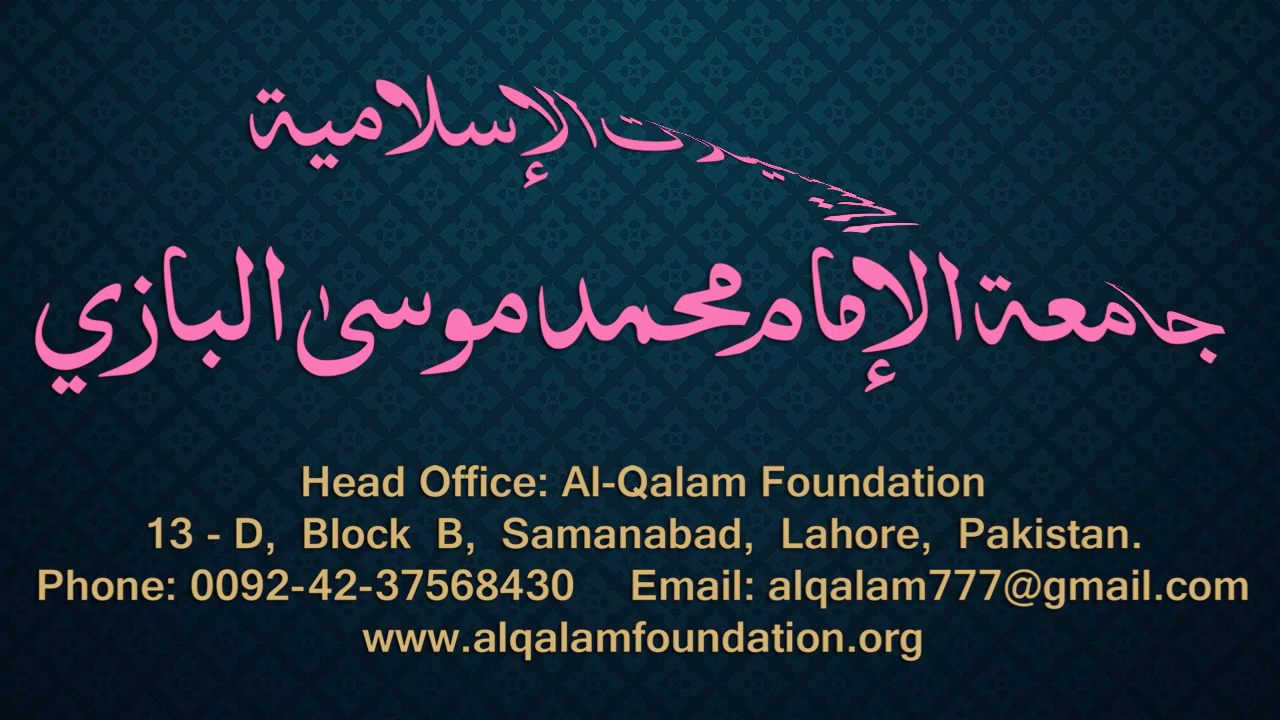 الإسلامية
جامعة الإمام محمد موسىٰ البازي
Head Office: Al-Qalam Foundation
13 - D, Block B, Samanabad, Lahore, Pakistan.
Phone: 0092-42-37568430 Email: alqalam777@gmail.com
www.alqalamfoundation.org